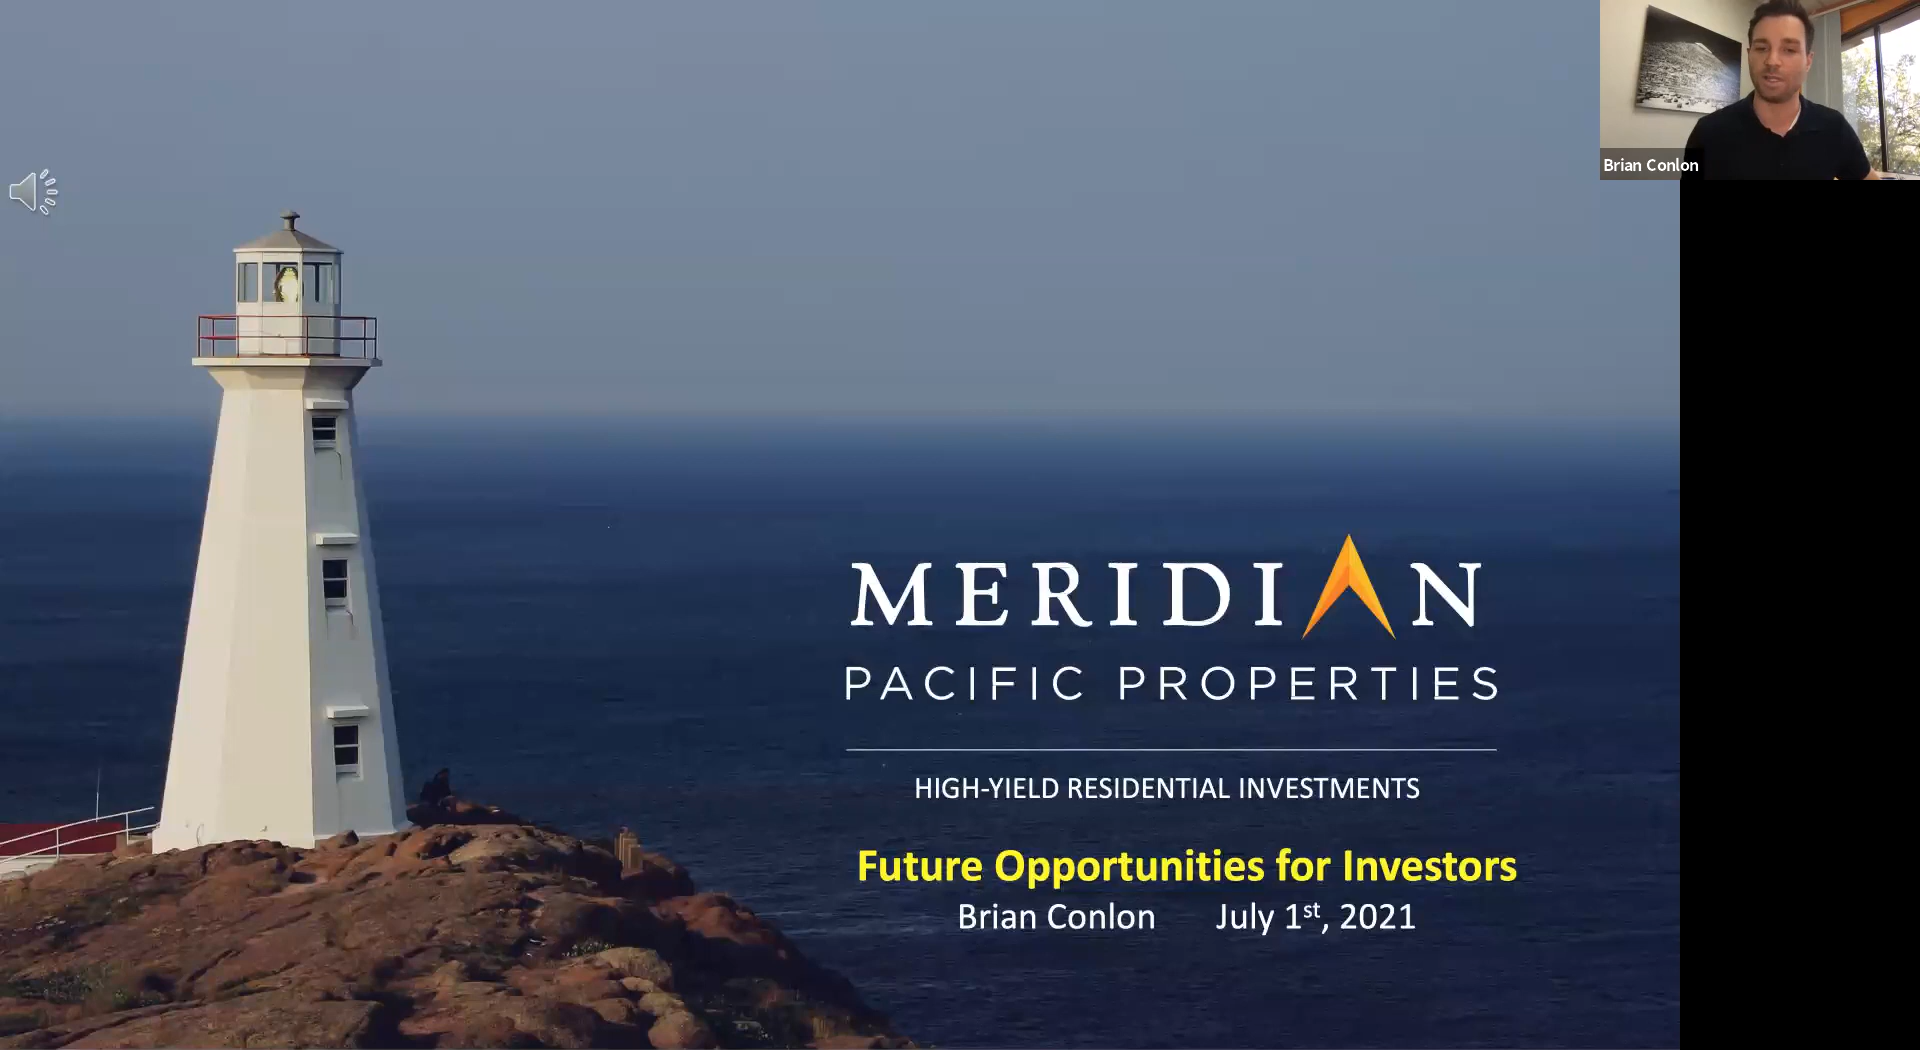 Brian Conlon
MERIDIAN
PACIFIC PROPERTIES
HIGH-YIELD RESIDENTIAL INVESTMENTS
Future Opportunities for Investors
Brian Conlon July 1st, 2021